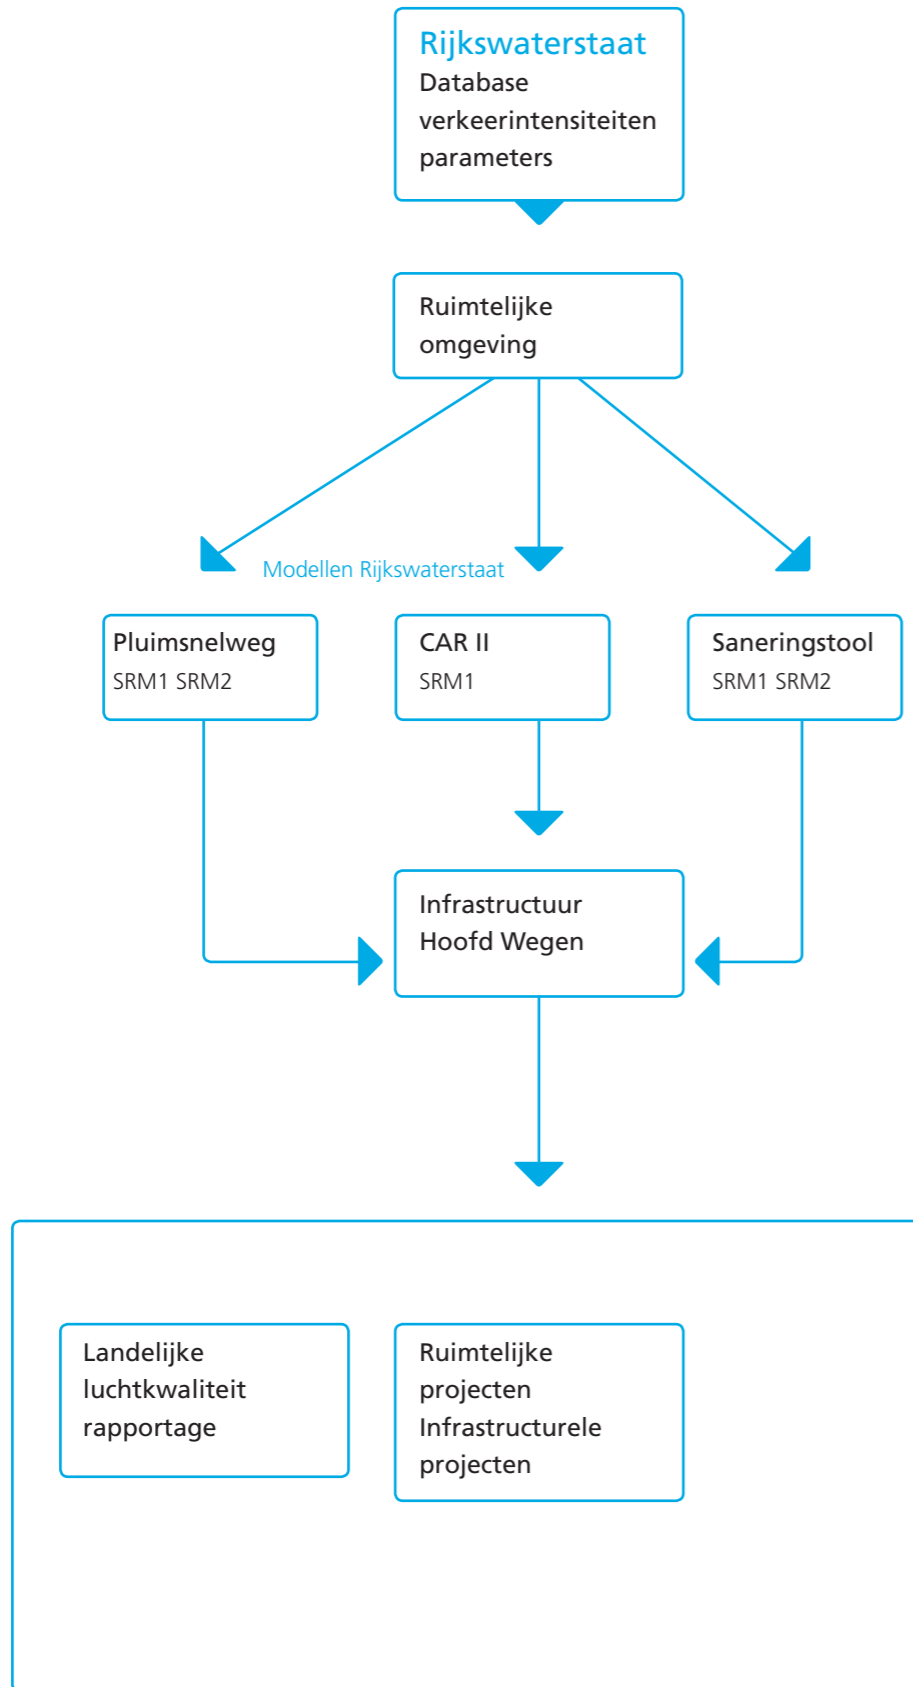 Rijkswaterstaat
Database
verkeerintensiteiten
parameters
Ruimtelijke
omgeving
Modellen Rijkswaterstaat
Pluimsnelweg
SRM1 SRM2
CAR II
SRM1
Saneringstool
SRM1 SRM2
Infrastructuur
Hoofd Wegen
Landelijke
luchtkwaliteit
rapportage
Ruimtelijke
projecten
Infrastructurele
projecten